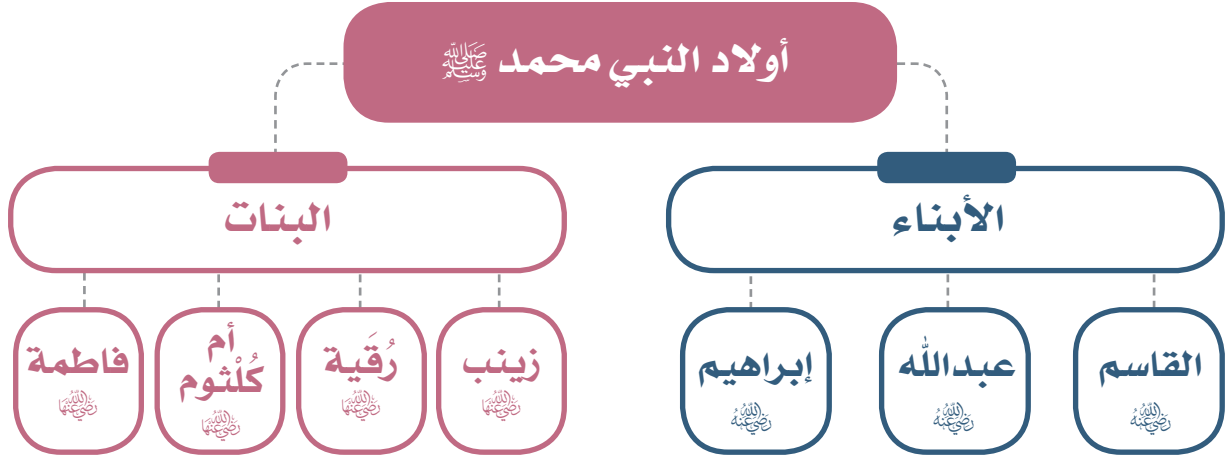 أولاد النبي محمد ﷺ
الأبناء
القاسم
رضي الله عنه
عبدالله
رضي الله عنه
إبراهيم
رضي الله عنه
البنات
زينب
رضي الله عنها
رُقَية
رضي الله عنها
أم
كُلْثوم
رضي الله عنها
فاطمة
رضي الله عنها